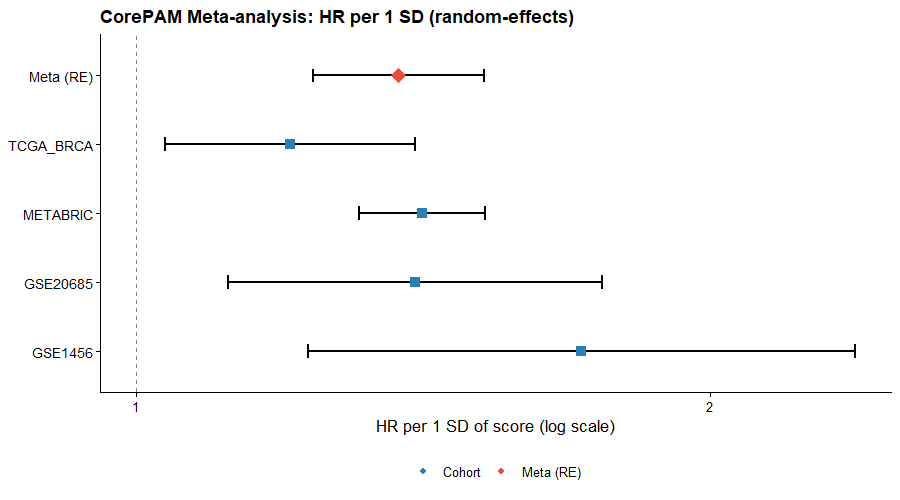 CorePAM Meta-analysis: HR per 1 SD (random-effects)
Meta (RE)
TCGA_BRCA
METABRIC
GSE20685
GSE1456
1
2
HR per 1 SD of score (log scale)
Cohort
Meta (RE)